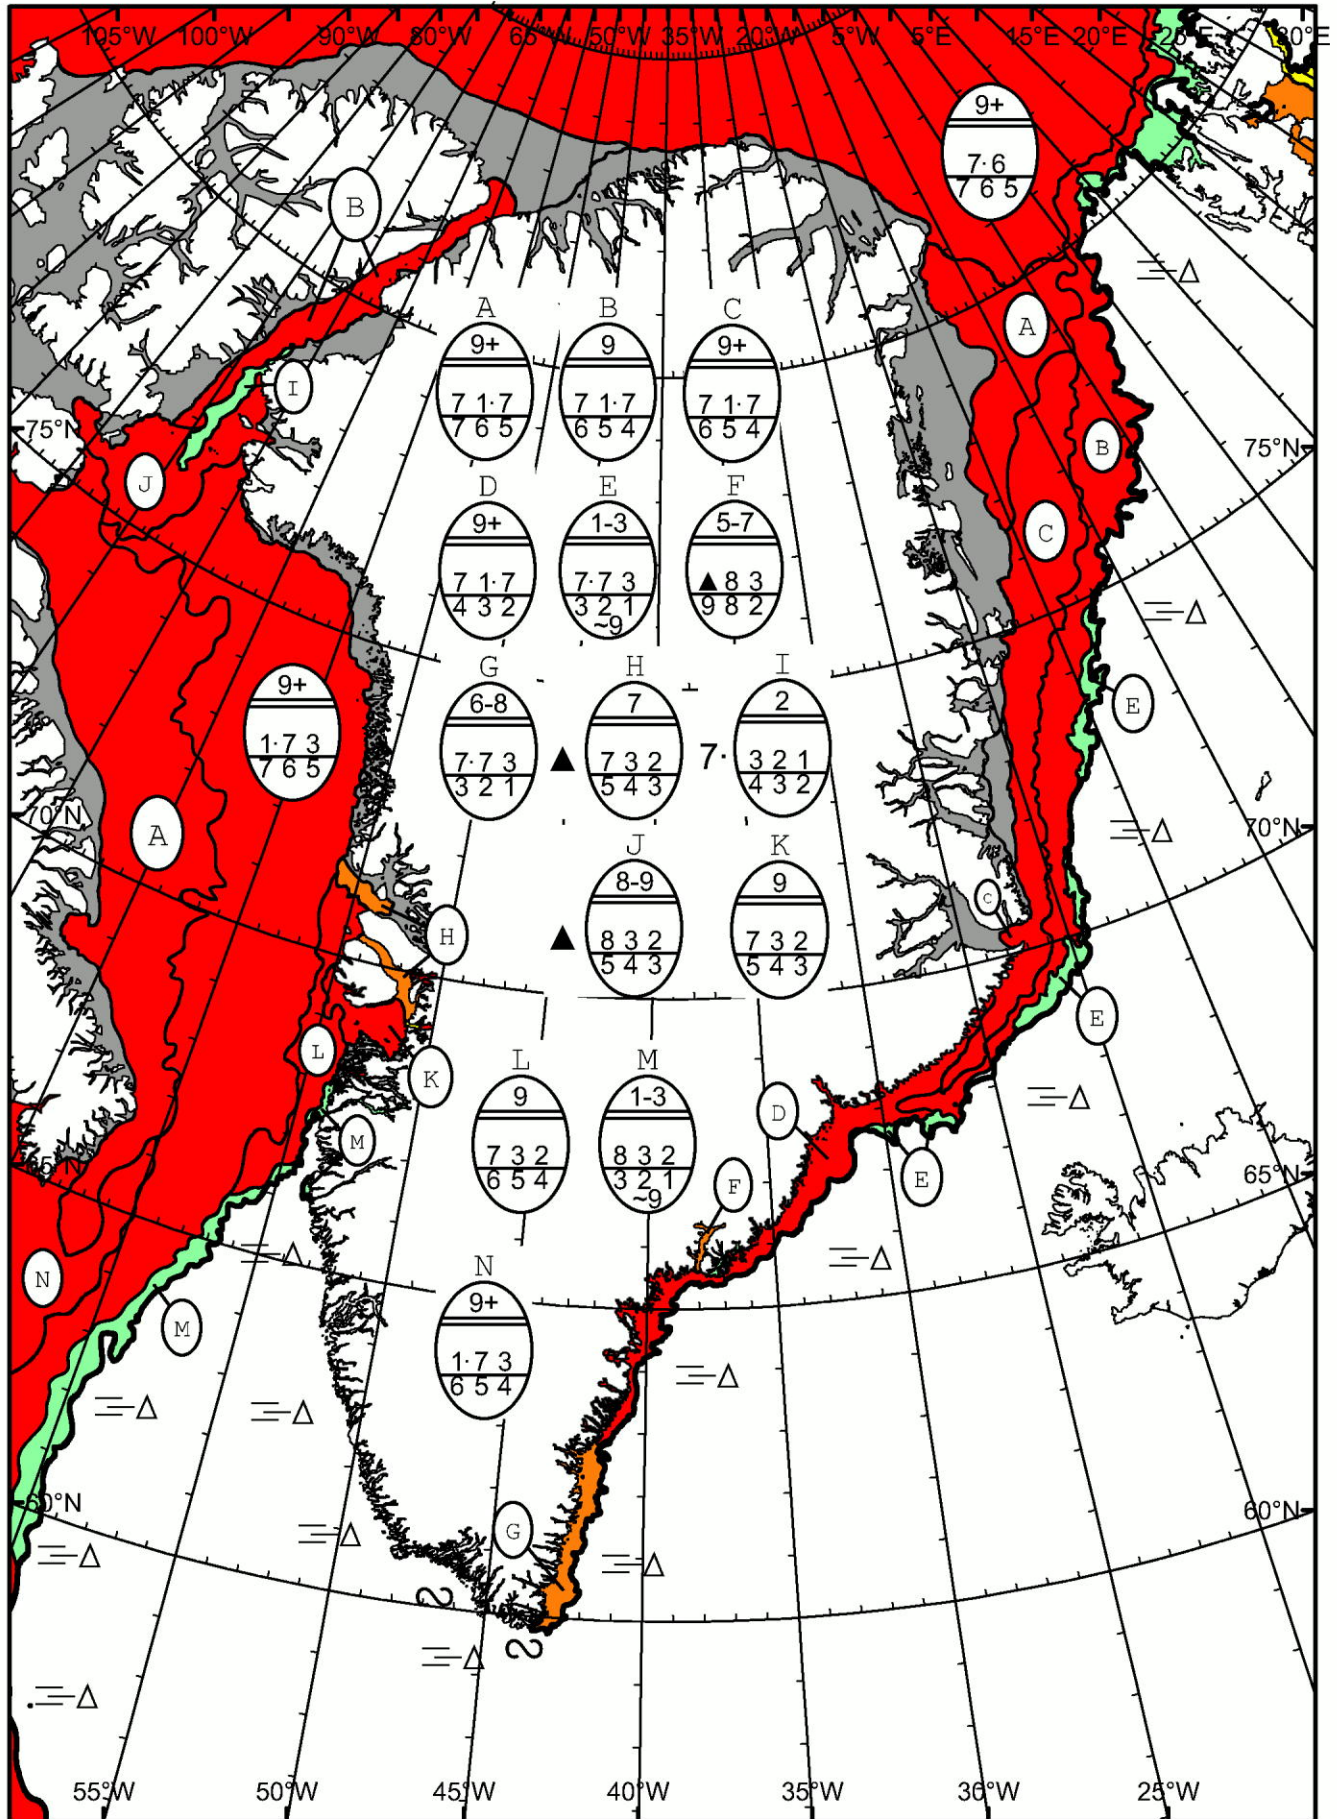 105°W 100°W 90°W 80°W 65°W 50°W 35°W 20°W 5°W 5°E 15°E 20°E 25°E 30°E
9+
7·6
7 6 5
B
A B C
9+ 9 9+
7 1·7 7 1·7 7 1·7
7 6 5 6 5 4 6 5 4
A
I
75°N
B
75°N
J
D E F
9+ 1-3 5-7
7 1·7 7·7 3 ▲ 8 3
4 3 2 3 2 1 9 8 2
~9
C
G H I
6-8 7 2
7·7 3 ▲ 7 3 2 7· 3 2 1
3 2 1 5 4 3 4 3 2
E
9+
1·7 3
7 6 5
70°N
A
70°N
J K
8-9 9
▲ 8 3 2 7 3 2
5 4 3 5 4 3
C
H
E
L
K
L M
9 1-3
7 3 2 8 3 2
6 5 4 3 2 1
~9
D
M
65°N
F
E
65°N
N
M
N
9+
1·7 3
6 5 4
60°N
60°N
G
55°W 50°W 45°W 40°W 35°W 30°W 25°W